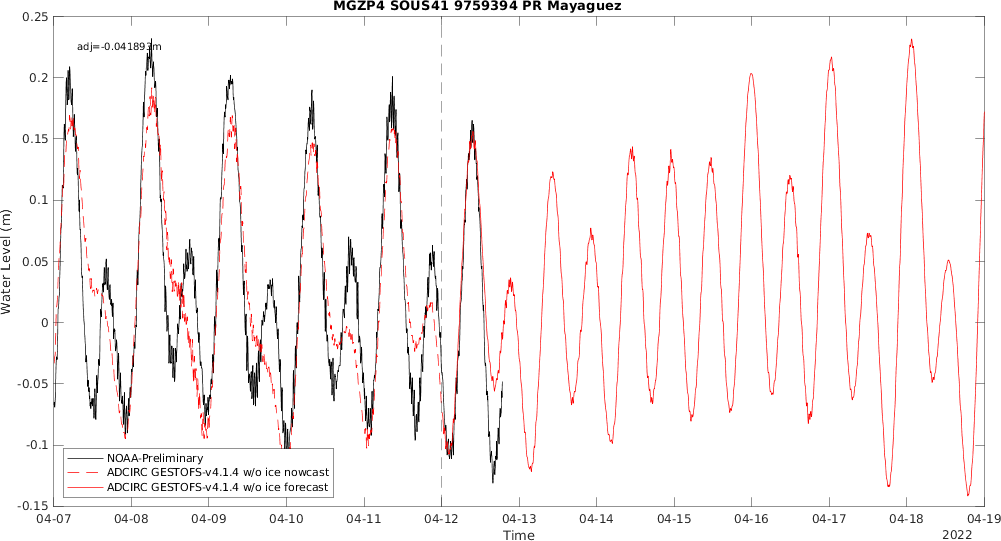 MGZP4 SOUS41 9759394 PR Mayaguez
adj=-0.041893m
Water Level (m)
0.25
0.2
0.15
0.1
0.05
0
-0.05
-0.1
-0.15
NOAA-Preliminary
ADCIRC GESTOFS-v4.1.4 w/o ice nowcast
ADCIRC GESTOFS-v4.1.4 w/o ice forecast
04-07 04-08 04-09 04-10 04-11 04-12 04-13 04-14 04-15 04-16 04-17 04-18 04-19
Time
2022